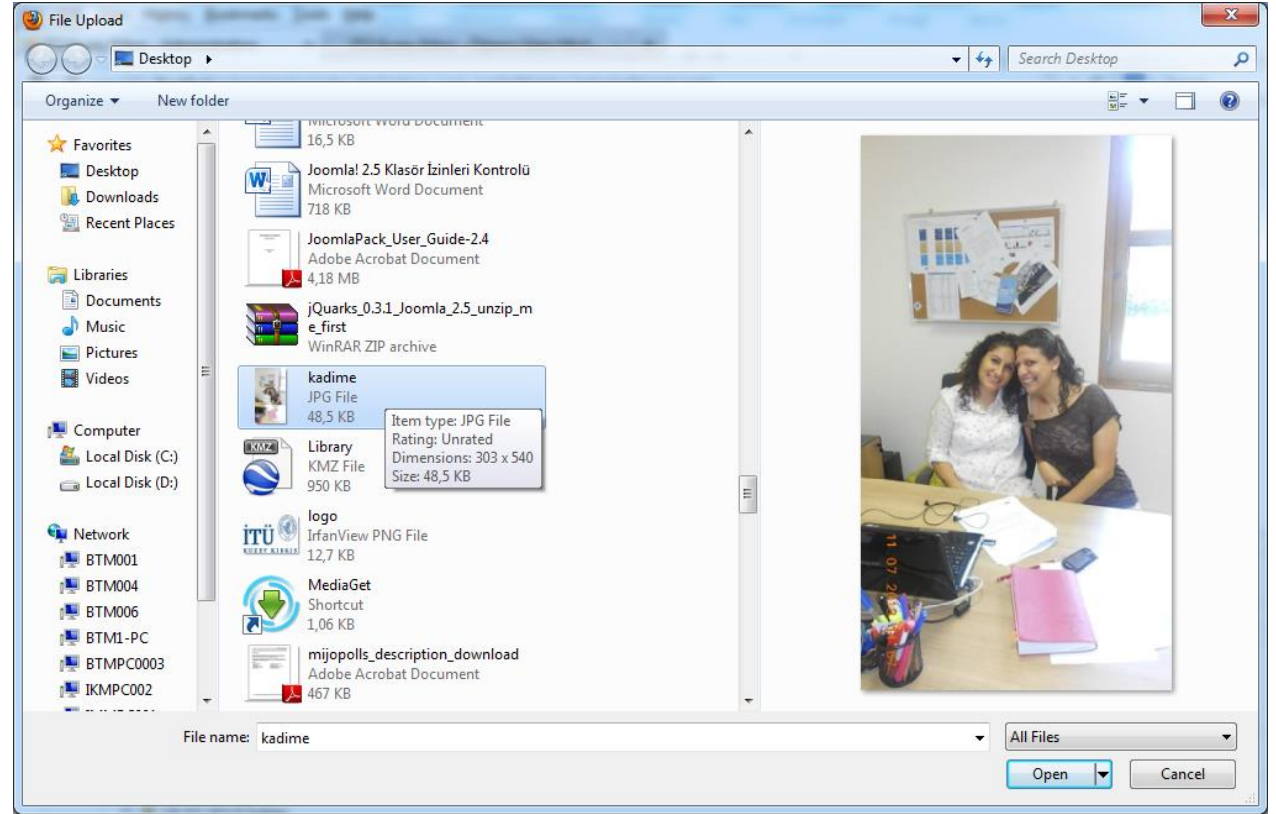 File Upload
Desktop
Search Desktop
Organize
New folder
Favorites
Desktop
Downloads
Recent Places
Libraries
Documents
Music
Pictures
Videos
Computer
Local Disk (C:)
Local Disk (D:)
Network
BTM001
BTM004
BTM006
BTM1-PC
BTMPC0003
IKMPC002
Microsoft Word Document
16,5 KB
Joomla! 2.5 Klasör İzinleri Kontrolü
Microsoft Word Document
718 KB
JoomlaPack_User_Guide-2.4
Adobe Acrobat Document
4,18 MB
jQuarks_0.3.1_Joomla_2.5_unzip_m
e_first
WinRAR ZIP archive
kadime
JPG File
48,5 KB
Item type: JPG File
Rating: Unrated
Dimensions: 303 x 540
Size: 48,5 KB
KMZ
Library
KMZ File
950 KB
İTÜ
KUZEY KIBRIS
logo
IrfanView PNG File
12,7 KB
MediaGet
Shortcut
1,06 KB
mijopolls_description_download
Adobe Acrobat Document
467 KB
11 07
File name:
kadime
All Files
Open
Cancel